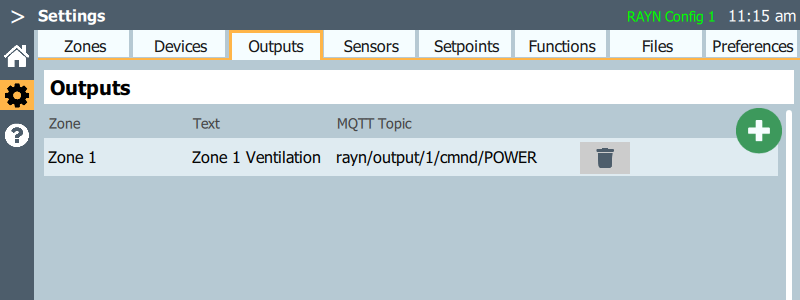 > Settings RAYN Config 1 11:15 am
Zones Devices Outputs Sensors Setpoints Functions Files Preferences
Outputs
Zone Text MQTT Topic
Zone 1 Zone 1 Ventilation rayn/output/1/cmnd/POWER